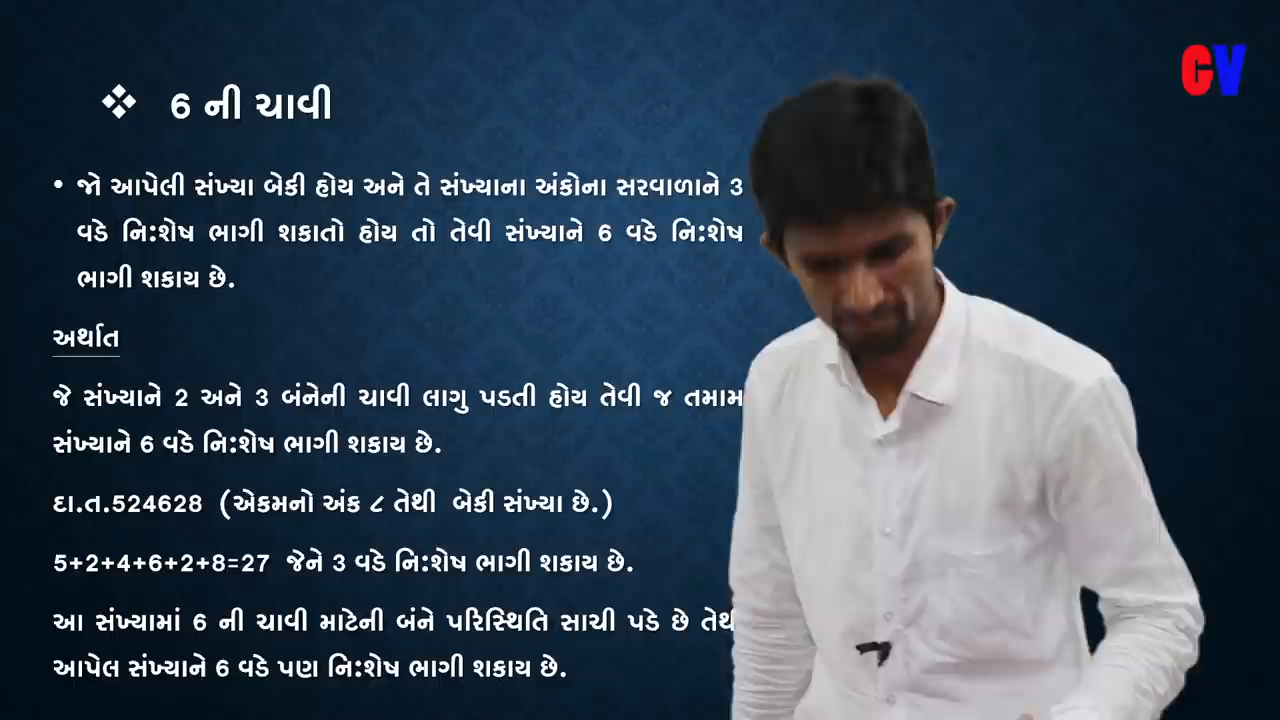 GV
❖ 6 ની ચાવી
• જો આપેલી સંખ્યા બેકી હોય અને તે સંખ્યાના અંકોના સરવાળાને 3
વડે નિ:શેષ ભાગી શકાતો હોય તો તેવી સંખ્યાને 6 વડે નિ:શેષ
ભાગી શકાય છે.
અર્થાત
જે સંખ્યાને 2 અને 3 બંનેની ચાવી લાગુ પડતી હોય તેવી જ તમામ
સંખ્યાને 6 વડે નિ:શેષ ભાગી શકાય છે.
દા.ત.524628 (એકમનો અંક ૮ તેથી બેકી સંખ્યા છે.)
5+2+4+6+2+8=27 જેને 3 વડે નિ:શેષ ભાગી શકાય છે.
આ સંખ્યામાં 6 ની ચાવી માટેની બંને પરિસ્થિતિ સાચી પડે છે તેથી
આપેલ સંખ્યાને 6 વડે પણ નિ:શેષ ભાગી શકાય છે.